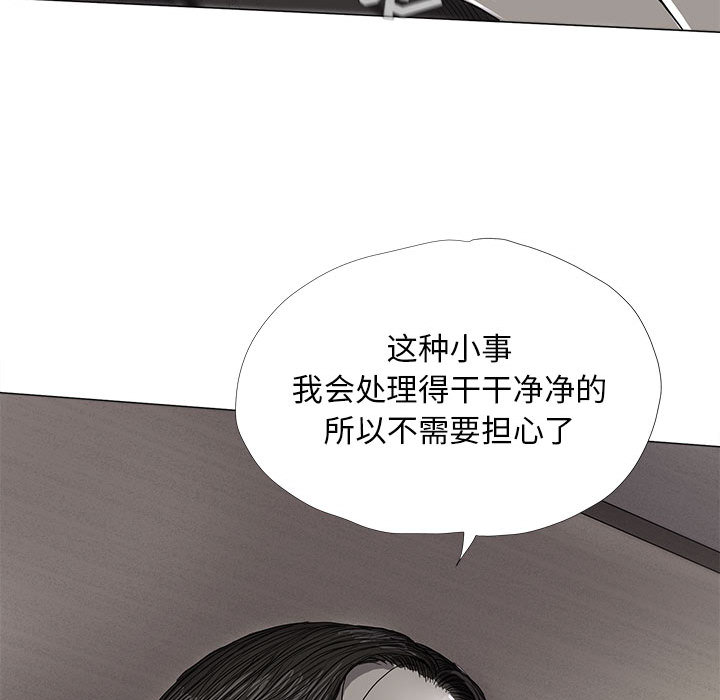 这种小事
我会处理得干干净净的
所以不需要担心了